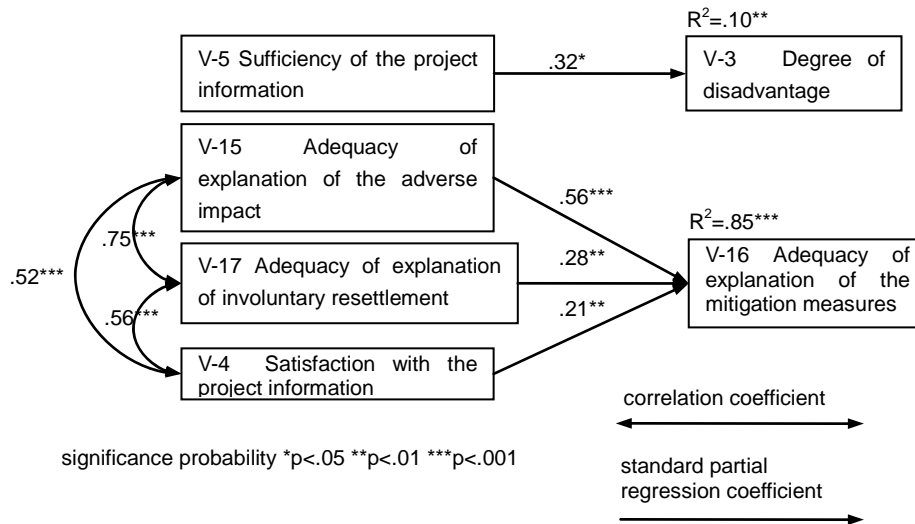 R²=.10**
V-5 Sufficiency of the project
information
.32*
V-3 Degree of
disadvantage
V-15 Adequacy of
explanation of the adverse
impact
.56***
R²=.85***
.75***
.52***
V-17 Adequacy of explanation
of involuntary resettlement
.28**
V-16 Adequacy of
explanation of the
mitigation measures
.56***
.21**
V-4 Satisfaction with the
project information
correlation coefficient
significance probability *p<.05 **p<.01 ***p<.001
standard partial
regression coefficient